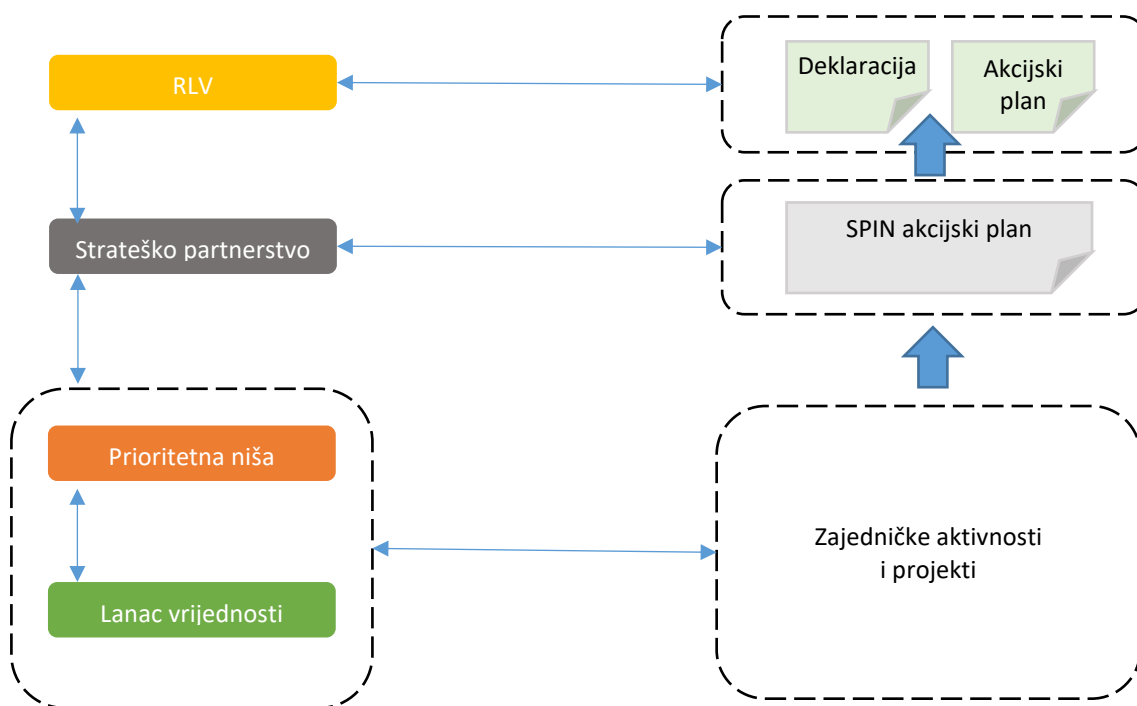 RLV
Deklaracija
Akcijski
plan
Strateško partnerstvo
SPIN akcijski plan
Prioritetna niša
Lanac vrijednosti
Zajedničke aktivnosti
i projekti